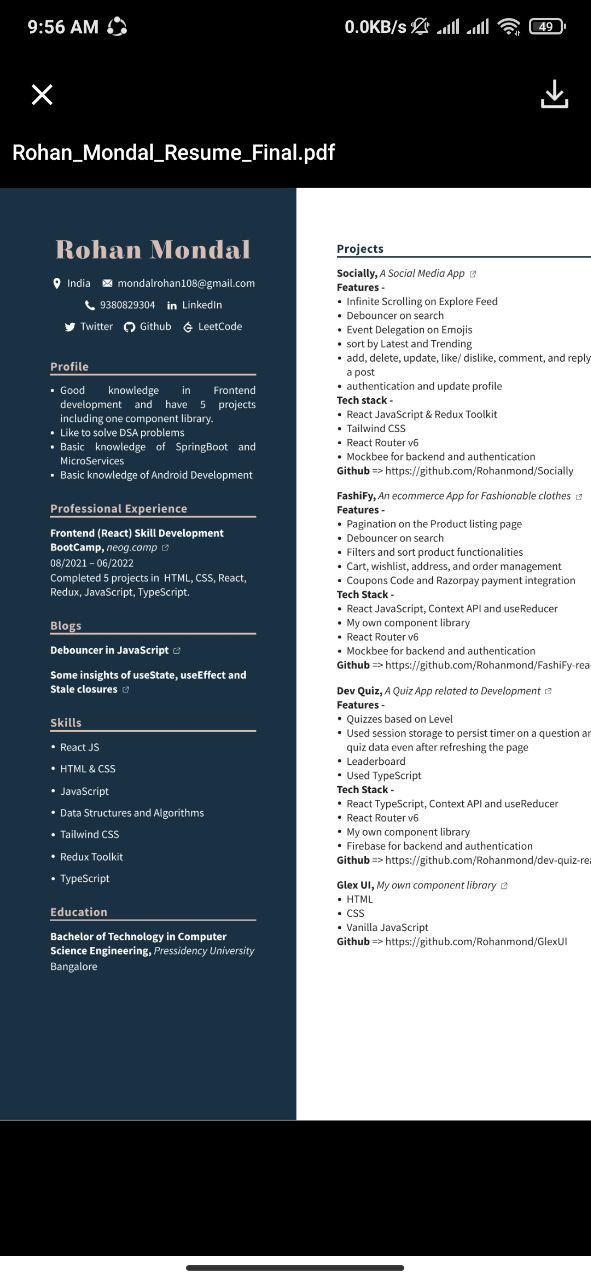 9:56 AM
0.0KB/s
49
Rohan_Mondal_Resume_Final.pdf
Rohan Mondal
India mondalrohan108@gmail.com
9380829304 LinkedIn
Twitter Github LeetCode
Profile
• Good knowledge in Frontend
development and have 5 projects
including one component library.
• Like to solve DSA problems
• Basic knowledge of SpringBoot and
MicroServices
• Basic knowledge of Android Development
Professional Experience
Frontend (React) Skill Development
BootCamp, neog.camp
08/2021 – 06/2022
Completed 5 projects in HTML, CSS, React,
Redux, JavaScript, TypeScript.
Blogs
Debouncer in JavaScript
Some insights of useState, useEffect and
Stale closures
Skills
• React JS
• HTML & CSS
• JavaScript
• Data Structures and Algorithms
• Tailwind CSS
• Redux Toolkit
• TypeScript
Education
Bachelor of Technology in Computer
Science Engineering, Pressidency University
Bangalore
Projects
Socially, A Social Media App
Features -
• Infinite Scrolling on Explore Feed
• Debouncer on search
• Event Delegation on Emojis
• sort by Latest and Trending
• add, delete, update, like/ dislike, comment, and reply
a post
• authentication and update profile
Tech stack -
• React JavaScript & Redux Toolkit
• Tailwind CSS
• React Router v6
• Mockbee for backend and authentication
Github => https://github.com/Rohanmond/Socially
FashiFy, An ecommerce App for Fashionable clothes
Features -
• Pagination on the Product listing page
• Debouncer on search
• Filters and sort product functionalities
• Cart, wishlist, address, and order management
• Coupons Code and Razorpay payment integration
Tech Stack -
• React JavaScript, Context API and useReducer
• My own component library
• React Router v6
• Mockbee for backend and authentication
Github => https://github.com/Rohanmond/FashiFy-rea
Dev Quiz, A Quiz App related to Development
Features -
• Quizzes based on Level
• Used session storage to persist timer on a question
quiz data even after refreshing the page
• Leaderboard
• Used TypeScript
Tech Stack -
• React TypeScript, Context API and useReducer
• React Router v6
• My own component library
• Firebase for backend and authentication
Github => https://github.com/Rohanmond/dev-quiz-rea
Glex UI, My own component library
• HTML
• CSS
• Vanilla JavaScript
Github => https://github.com/Rohanmond/GlexUI